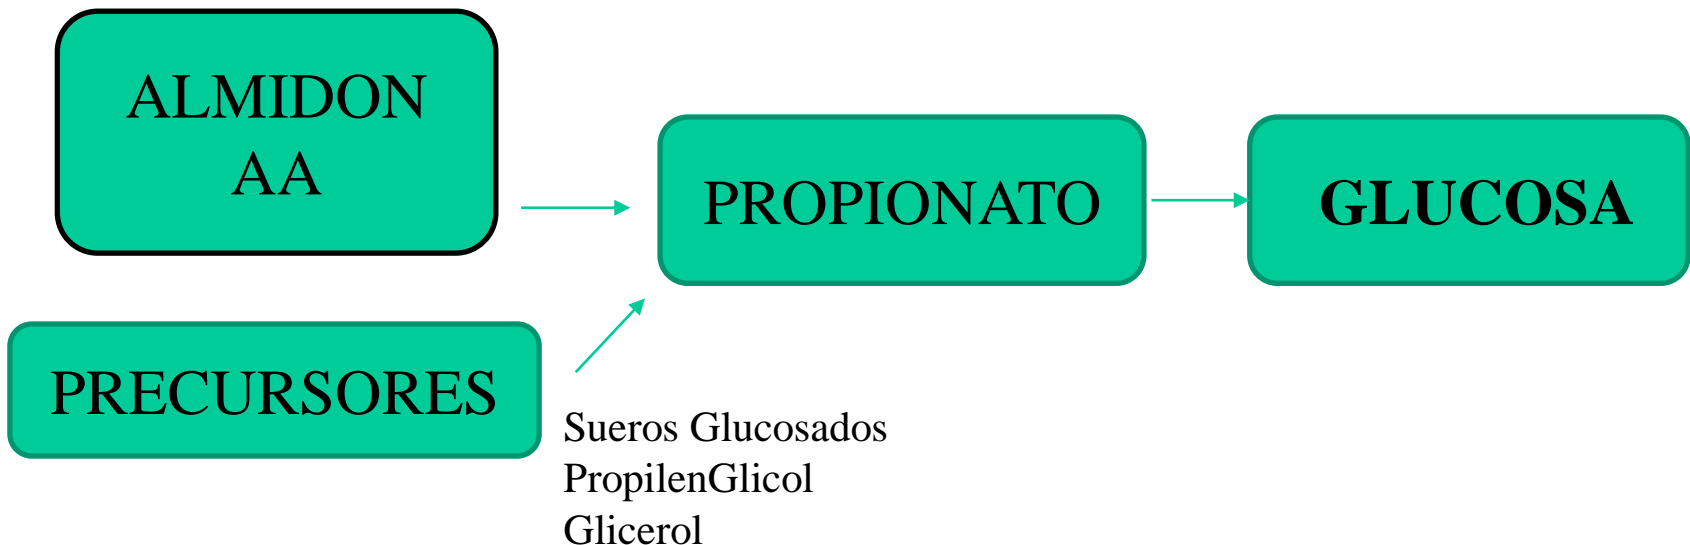 ALMIDON
AA
PROPIONATO
GLUCOSA
PRECURSORES
Sueros Glucosados
PropilenGlicol
Glicerol